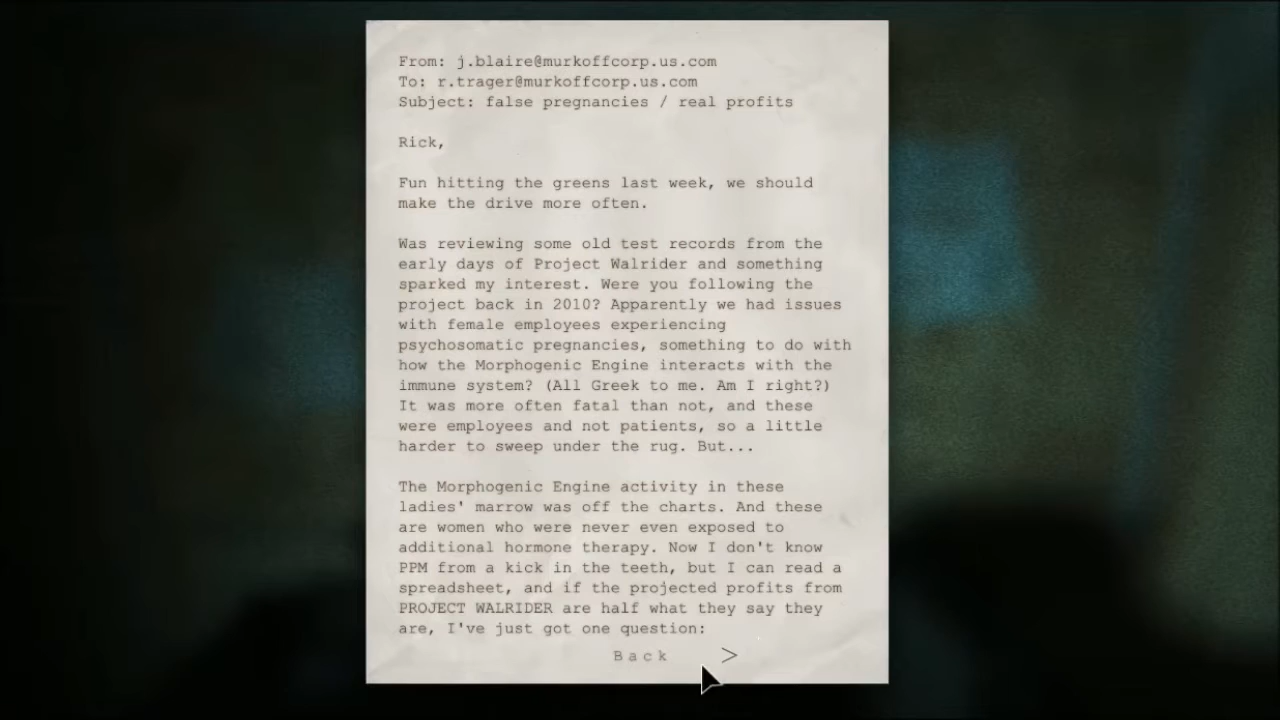 From: j.blaire@murkoffcorp.us.com
To: r.trager@murkoffcorp.us.com
Subject: false pregnancies / real profits
Rick,
Fun hitting the greens last week, we should
make the drive more often.
Was reviewing some old test records from the
early days of Project Walrider and something
sparked my interest. Were you following the
project back in 2010? Apparently we had issues
with female employees experiencing
psychosomatic pregnancies, something to do with
how the Morphogenic Engine interacts with the
immune system? (All Greek to me. Am I right?)
It was more often fatal than not, and these
were employees and not patients, so a little
harder to sweep under the rug. But...
The Morphogenic Engine activity in these
ladies' marrow was off the charts. And these
are women who were never even exposed to
additional hormone therapy. Now I don't know
PPM from a kick in the teeth, but I can read a
spreadsheet, and if the projected profits from
PROJECT WALRIDER are half what they say they
are, I've just got one question:
Back >